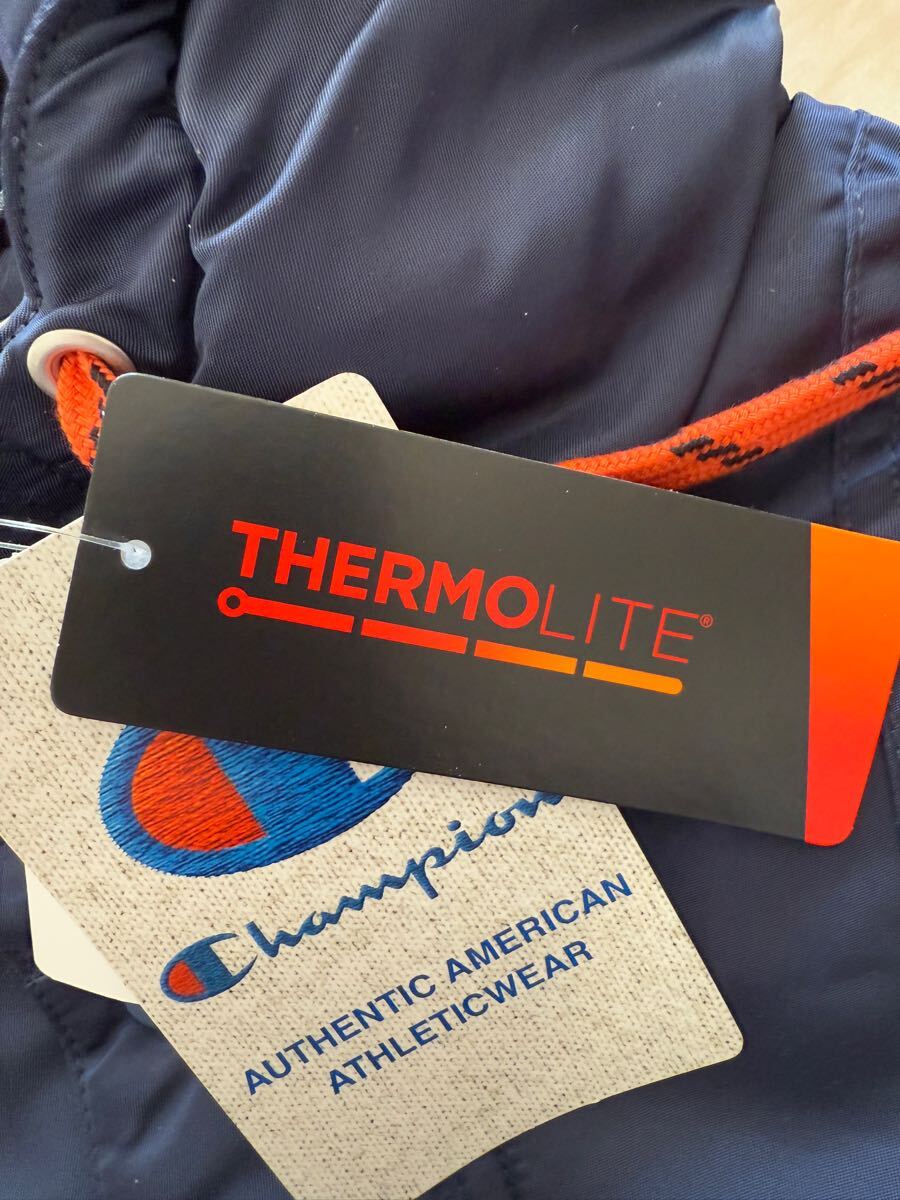 THERMOLITE®
Champion
AUTHENTIC AMERICAN
ATHLETICWEAR